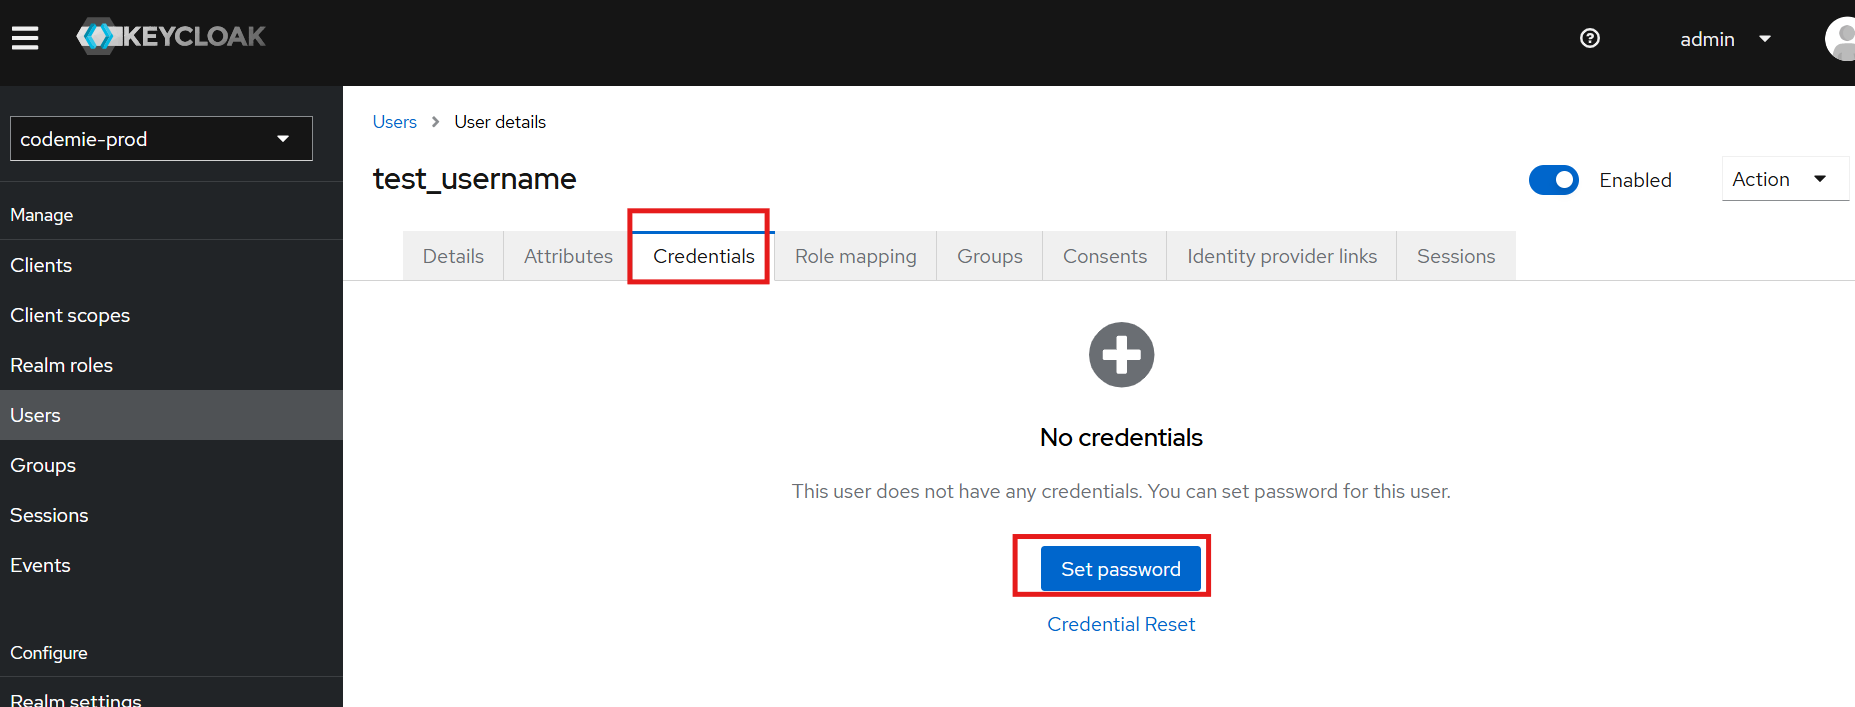 KEYCLOAK
admin
codemie-prod
Manage
Clients
Client scopes
Realm roles
Users
Groups
Sessions
Events
Configure
Realm settings
Users > User details
test_username
Enabled
Action
Details Attributes Credentials Role mapping Groups Consents Identity provider links Sessions
No credentials
This user does not have any credentials. You can set password for this user.
Set password
Credential Reset